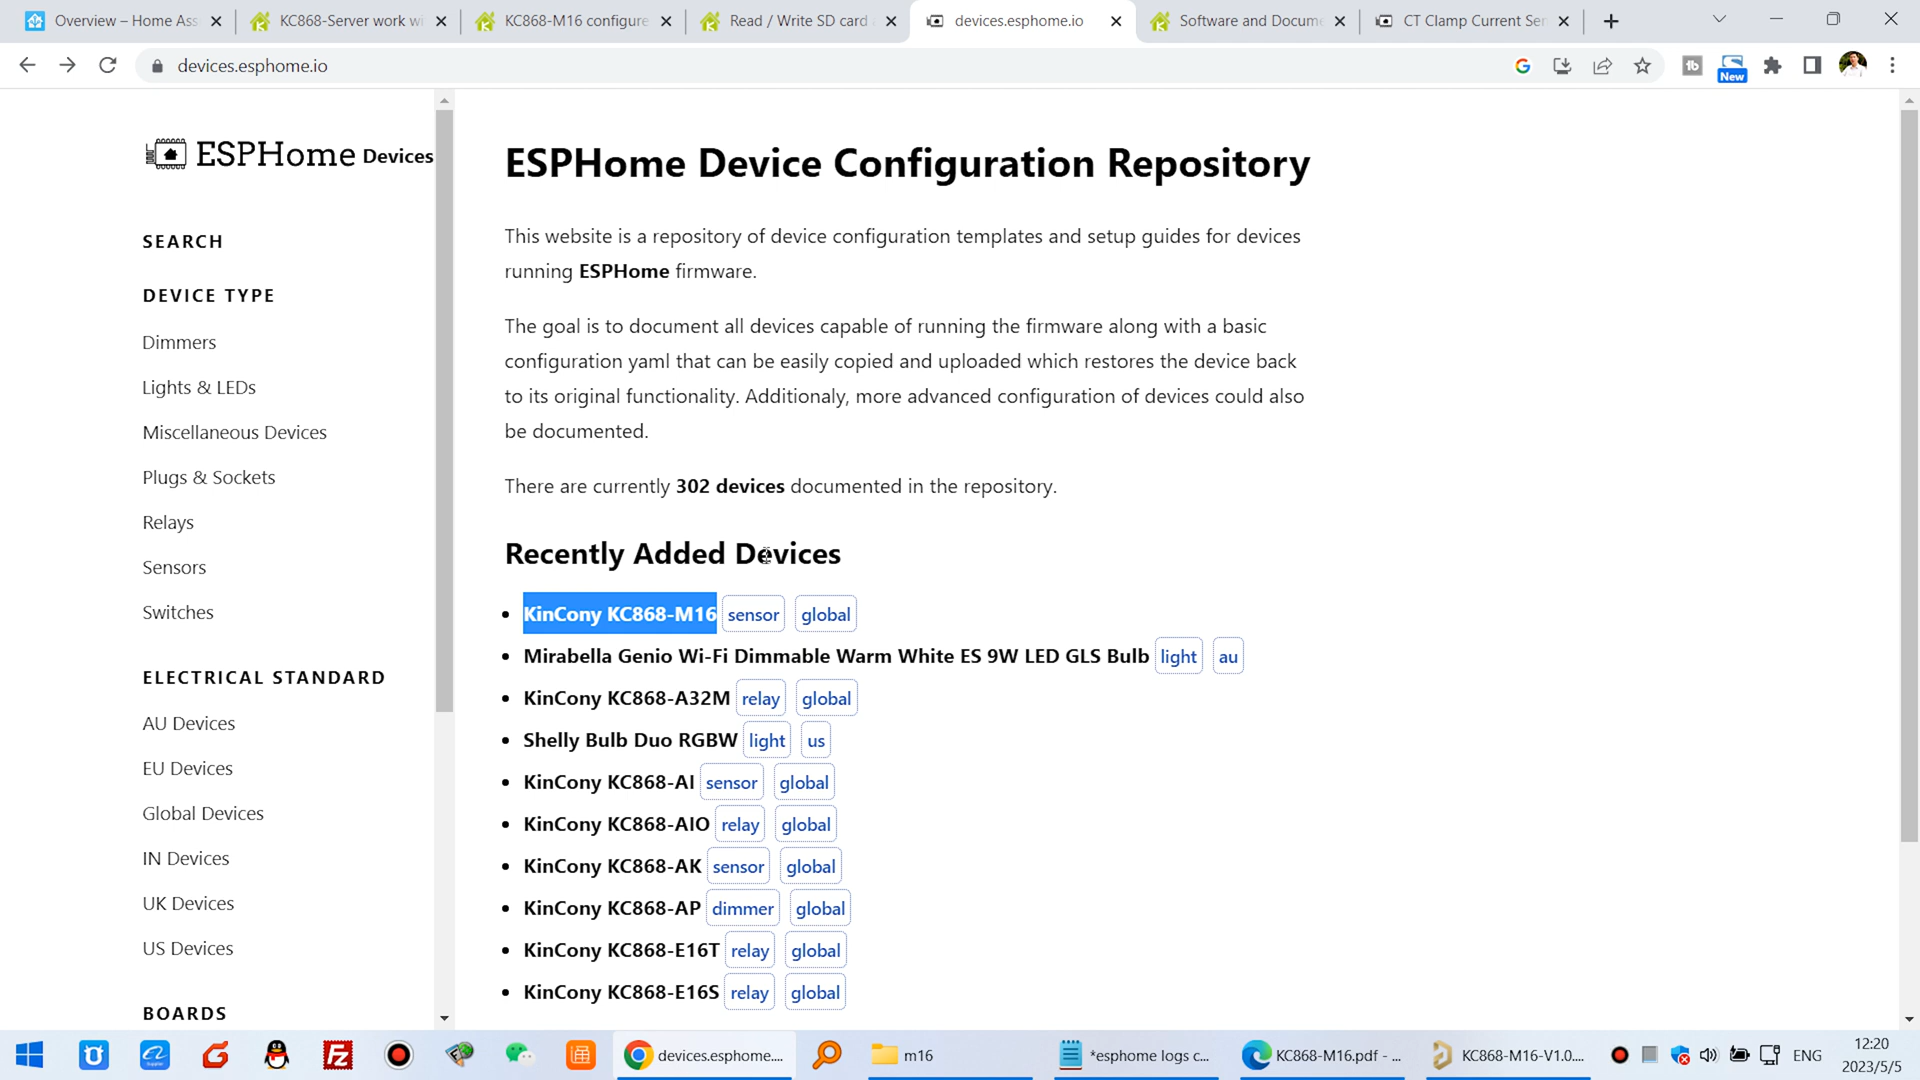 Overview – Home Ass
KC868-Server work wi
KC868-M16 configure
Read / Write SD card
devices.esphome.io
Software and Docume
CT Clamp Current Sen
devices.esphome.io
New
ESPHome Devices
SEARCH
DEVICE TYPE
Dimmers
Lights & LEDs
Miscellaneous Devices
Plugs & Sockets
Relays
Sensors
Switches
ELECTRICAL STANDARD
AU Devices
EU Devices
Global Devices
IN Devices
UK Devices
US Devices
BOARDS
ESPHome Device Configuration Repository
This website is a repository of device configuration templates and setup guides for devices
running ESPHome firmware.
The goal is to document all devices capable of running the firmware along with a basic
configuration yaml that can be easily copied and uploaded which restores the device back
to its original functionality. Additionaly, more advanced configuration of devices could also
be documented.
There are currently 302 devices documented in the repository.
Recently Added Devices
KinCony KC868-M16 sensor global
Mirabella Genio Wi-Fi Dimmable Warm White ES 9W LED GLS Bulb light au
KinCony KC868-A32M relay global
Shelly Bulb Duo RGBW light us
KinCony KC868-AI sensor global
KinCony KC868-AIO relay global
KinCony KC868-AK sensor global
KinCony KC868-AP dimmer global
KinCony KC868-E16T relay global
KinCony KC868-E16S relay global
devices.esphome....
m16
*esphome logs c...
KC868-M16.pdf - ...
KC868-M16-V1.0....
ENG
12:20
2023/5/5